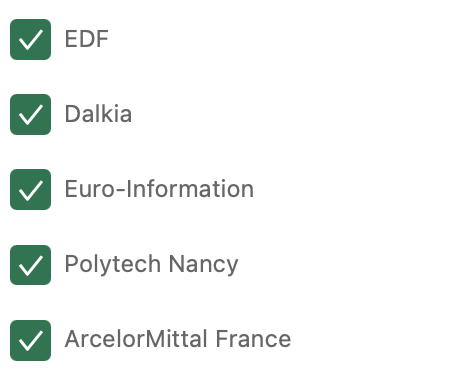 EDF
Dalkia
Euro-Information
Polytech Nancy
ArcelorMittal France